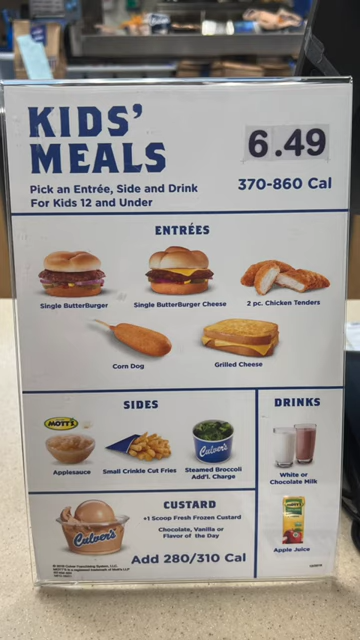 KIDS'
MEALS
6.49
Pick an Entrée, Side and Drink
For Kids 12 and Under
370-860 Cal
ENTRÉES
Single ButterBurger
Single ButterBurger Cheese
2 pc. Chicken Tenders
Corn Dog
Grilled Cheese
SIDES
MOTT'S
Culver's
Applesauce
Small Crinkle Cut Fries
Steamed Broccoli
Add'l. Charge
DRINKS
White or
Chocolate Milk
MOTT'S
Apple Juice
CUSTARD
+1 Scoop Fresh Frozen Custard
Chocolate, Vanilla or
Flavor of the Day
Culver's
Add 280/310 Cal